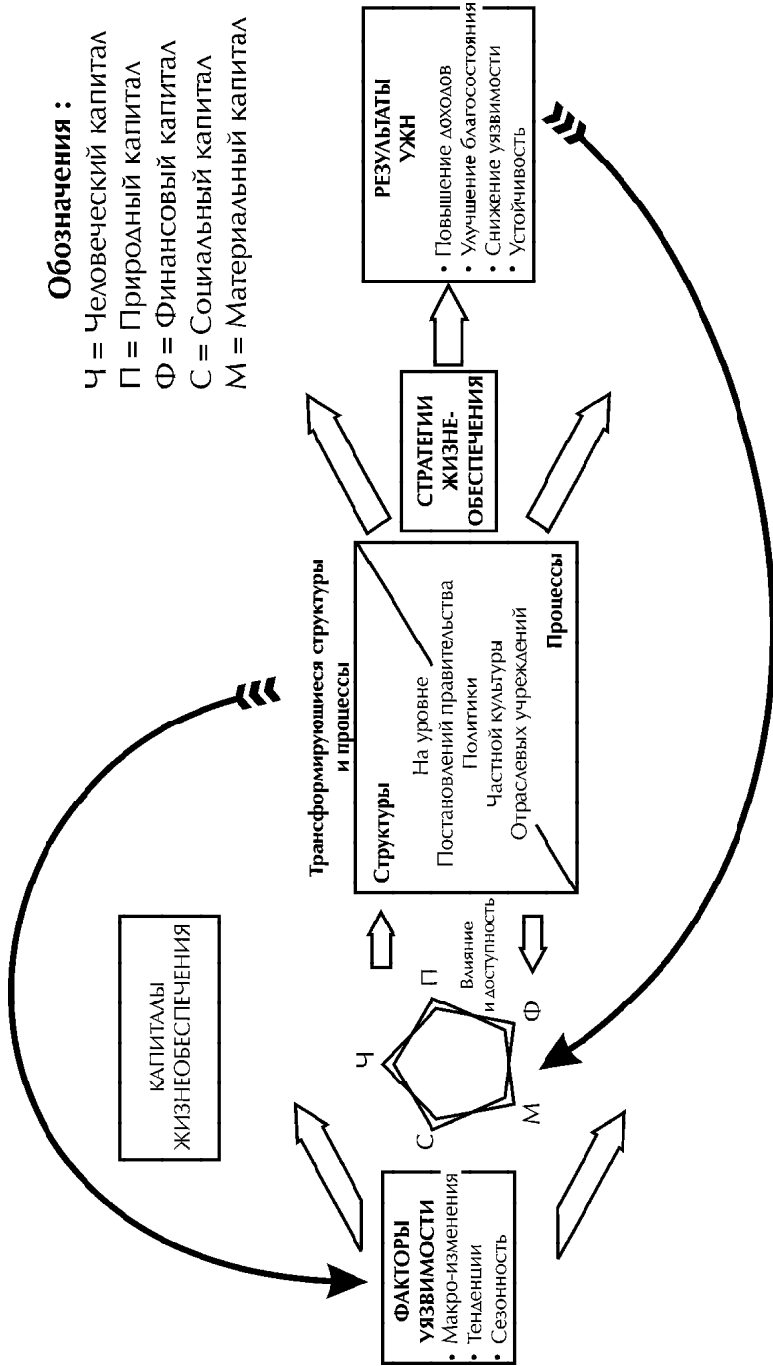 Обозначения :
Ч = Человеческий капитал
П = Природный капитал
Ф = Финансовый капитал
С = Социальный капитал
М = Материальный капитал
КАПИТАЛЫ
ЖИЗНЕОБЕСПЕЧЕНИЯ
ФАКТОРЫ
УЯЗВИМОСТИ
• Макро-изменения
• Тенденции
• Сезонность
Ч
С
П
М
Ф
Влияние
и доступность
Трансформирующиеся структуры
и процессы
Структуры
На уровне
Постановлений правительства
Политики
Частной культуры
Отраслевых учреждений
Процессы
СТРАТЕГИИ
ЖИЗНЕ-
ОБЕСПЕЧЕНИЯ
РЕЗУЛЬТАТЫ
УЖН
• Повышение доходов
• Улучшение благосостояния
• Снижение уязвимости
• Устойчивость